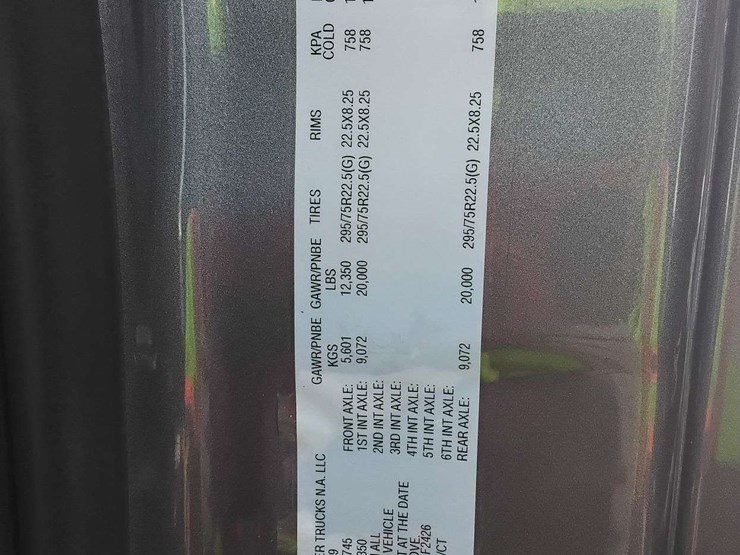 R TRUCKS N.A. LLC
9
745
350
ALL
VEHICLE
T AT THE DATE
OVE.
F2426
/CT
GAWR/PNBE GAWR/PNBE TIRES RIMS KPA
KGS LBS COLD
FRONT AXLE: 5,601 12,350 295/75R22.5(G) 22.5X8.25 758
1ST INT AXLE: 9,072 20,000 295/75R22.5(G) 22.5X8.25 758
2ND INT AXLE:
3RD INT AXLE:
4TH INT AXLE:
5TH INT AXLE:
6TH INT AXLE:
REAR AXLE: 9,072 20,000 295/75R22.5(G) 22.5X8.25 758